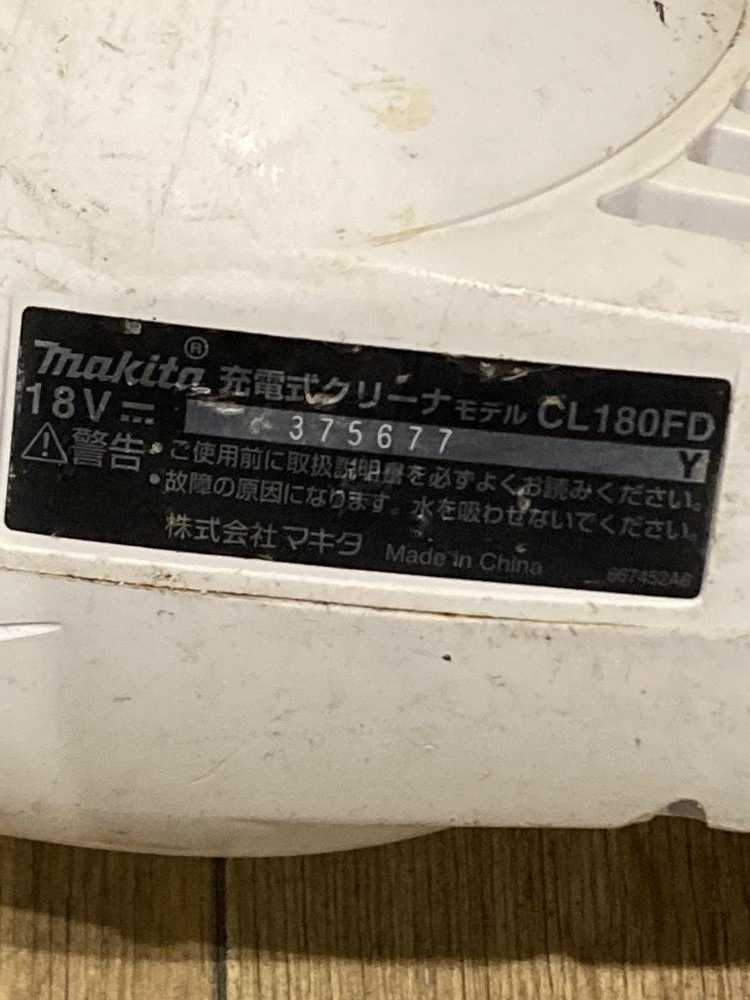 makita® 充電式クリーナ モデル CL180FD
18V
375677 Y
⚠警告 • ご使用前に取扱説明書を必ずよくお読みください。
• 故障の原因になります。水を吸わせないでください。
株式会社マキタ Made in China 867452A6